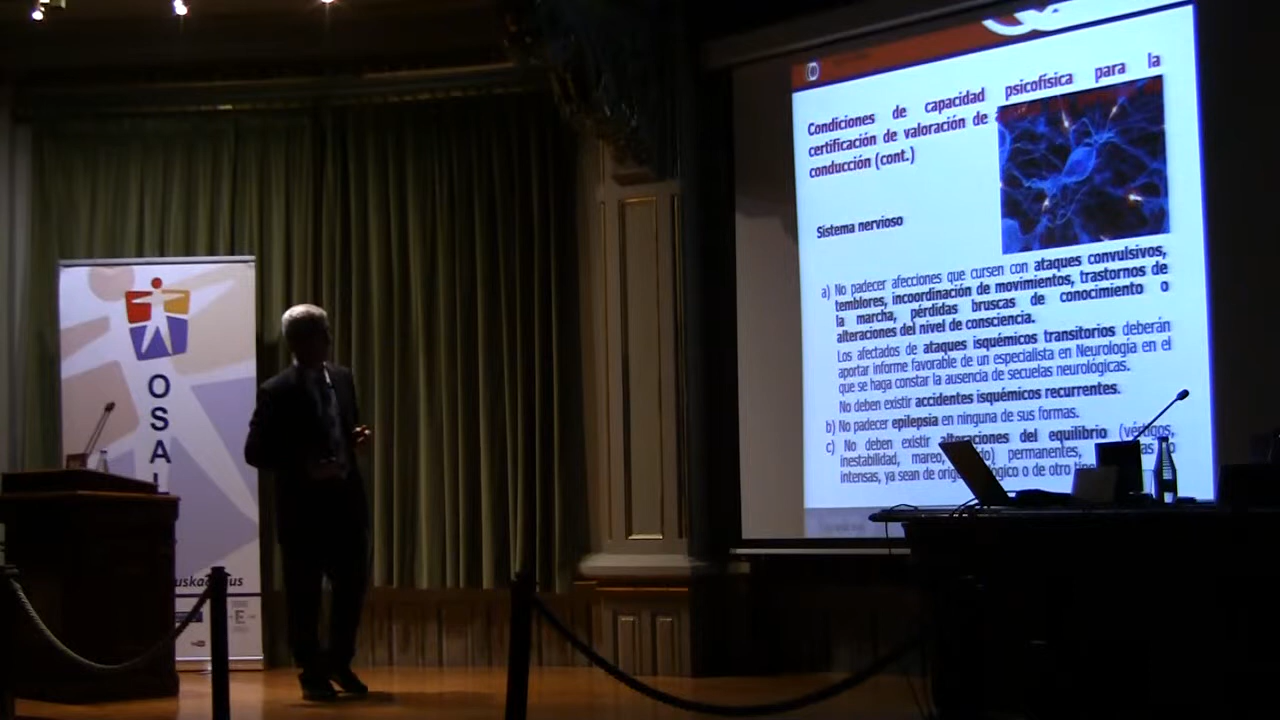 Condiciones de capacidad psicofísica para la
certificación de valoración de
conducción (cont.)
Sistema nervioso
a) No padecer afecciones que cursen con ataques convulsivos,
temblores, incoordinación de movimientos, trastornos de
la marcha, pérdidas bruscas de conocimiento o
alteraciones del nivel de consciencia.
Los afectados de ataques isquémicos transitorios deberán
aportar informe favorable de un especialista en Neurología en el
que se haga constar la ausencia de secuelas neurológicas.
No deben existir accidentes isquémicos recurrentes.
b) No padecer epilepsia en ninguna de sus formas.
c) No deben existir alteraciones del equilibrio (vértigos,
inestabilidad, mareo, permanentes,
intensas, ya sean de o de otro
OSA
E